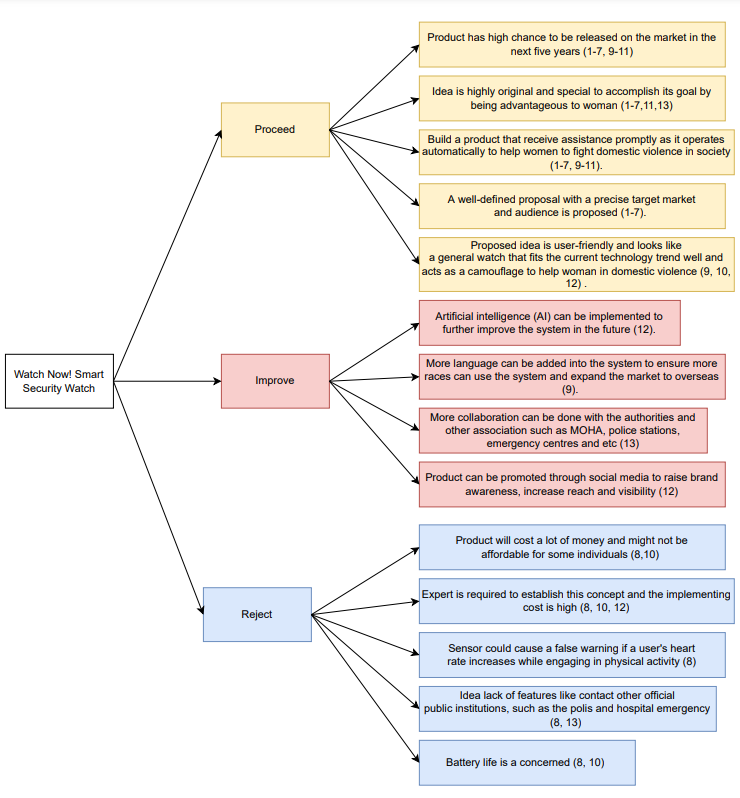 Product has high chance to be released on the market in the
next five years (1-7, 9-11)
Idea is highly original and special to accomplish its goal by
being advantageous to woman (1-7,11,13)
Proceed
Build a product that receive assistance promptly as it operates
automatically to help women to fight domestic violence in society
(1-7, 9-11).
A well-defined proposal with a precise target market
and audience is proposed (1-7).
Proposed idea is user-friendly and looks like
a general watch that fits the current technology trend well and
acts as a camouflage to help woman in domestic violence (9, 10,
12) .
Artificial intelligence (AI) can be implemented to
further improve the system in the future (12).
Watch Now! Smart
Security Watch
Improve
More language can be added into the system to ensure more
races can use the system and expand the market to overseas
(9).
More collaboration can be done with the authorities and
other association such as MOHA, police stations,
emergency centres and etc (13)
Product can be promoted through social media to raise brand
awareness, increase reach and visibility (12)
Product will cost a lot of money and might not be
affordable for some individuals (8,10)
Expert is required to establish this concept and the implementing
cost is high (8, 10, 12)
Reject
Sensor could cause a false warning if a user's heart
rate increases while engaging in physical activity (8)
Idea lack of features like contact other official
public institutions, such as the polis and hospital emergency
(8, 13)
Battery life is a concerned (8, 10)